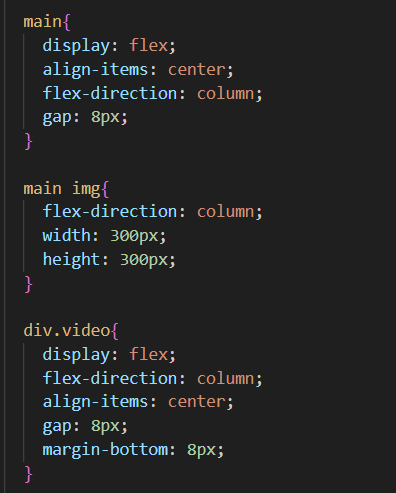 main{
  display: flex;
  align-items: center;
  flex-direction: column;
  gap: 8px;
}

main img{
  flex-direction: column;
  width: 300px;
  height: 300px;
}

div.video{
  display: flex;
  flex-direction: column;
  align-items: center;
  gap: 8px;
  margin-bottom: 8px;
}